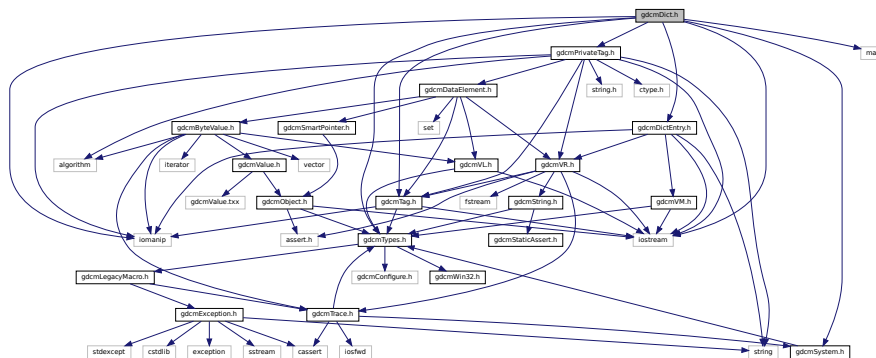 gdcmDict.h
gdcmPrivateTag.h
ma
gdcmDataElement.h
string.h
ctype.h
gdcmByteValue.h
gdcmSmartPointer.h
set
gdcmDictEntry.h
algorithm
iterator
gdcmValue.h
vector
gdcmVL.h
gdcmVR.h
gdcmValue.txx
gdcmObject.h
gdcmTag.h
fstream
gdcmString.h
gdcmVM.h
iomanip
assert.h
gdcmTypes.h
gdcmStaticAssert.h
iostream
gdcmLegacyMacro.h
gdcmConfigure.h
gdcmWin32.h
gdcmException.h
gdcmTrace.h
stdexcept
cstdlib
exception
sstream
cassert
iosfwd
string
gdcmSystem.h